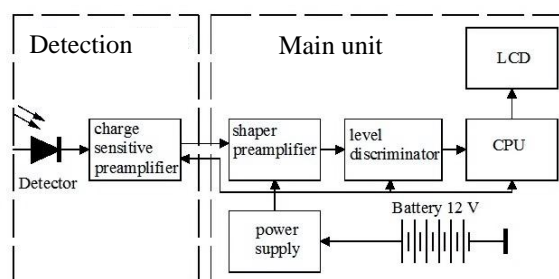 Detection
Main unit
LCD
charge
sensitive
preamplifier
shaper
preamplifier
level
discriminator
CPU
Detector
Battery 12 V
power
supply